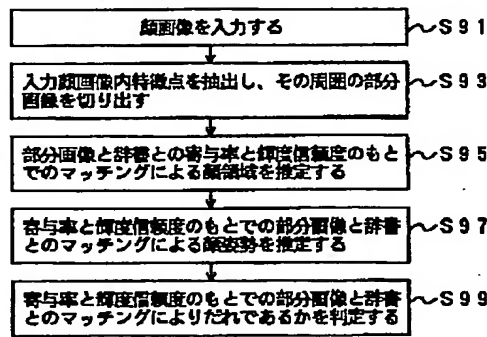 顔画像を入力する ～S91
入力顔画像内特徴点を抽出し、その周囲の部分 ～S93
画像を切り出す
部分画像と辞書との寄与率と輝度信頼度のもと ～S95
でのマッチングによる顔領域を推定する
寄与率と輝度信頼度のもとでの部分画像と辞書 ～S97
とのマッチングによる顔姿勢を推定する
寄与率と輝度信頼度のもとでの部分画像と辞書 ～S99
とのマッチングによりだれであるかを判定する